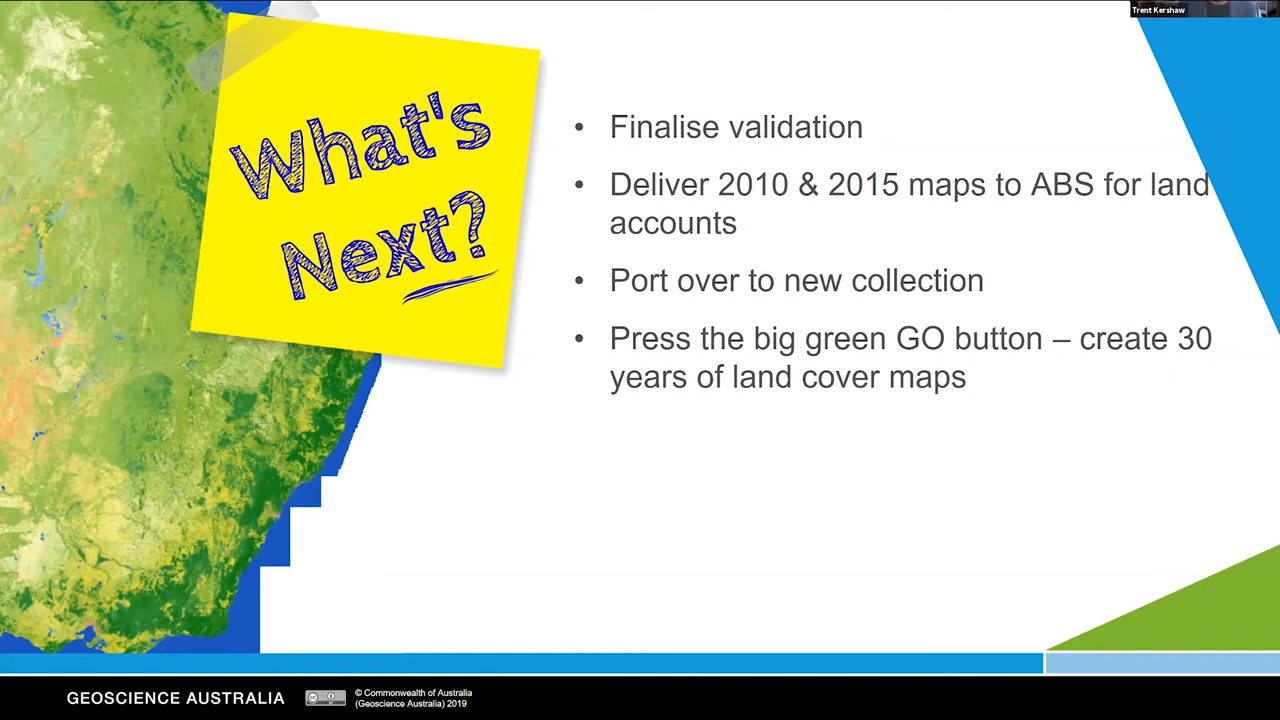 Trent Kershaw
What's
Next?
• Finalise validation
• Deliver 2010 & 2015 maps to ABS for land
accounts
• Port over to new collection
• Press the big green GO button – create 30
years of land cover maps
GEOSCIENCE AUSTRALIA
© Commonwealth of Australia
(Geoscience Australia) 2019